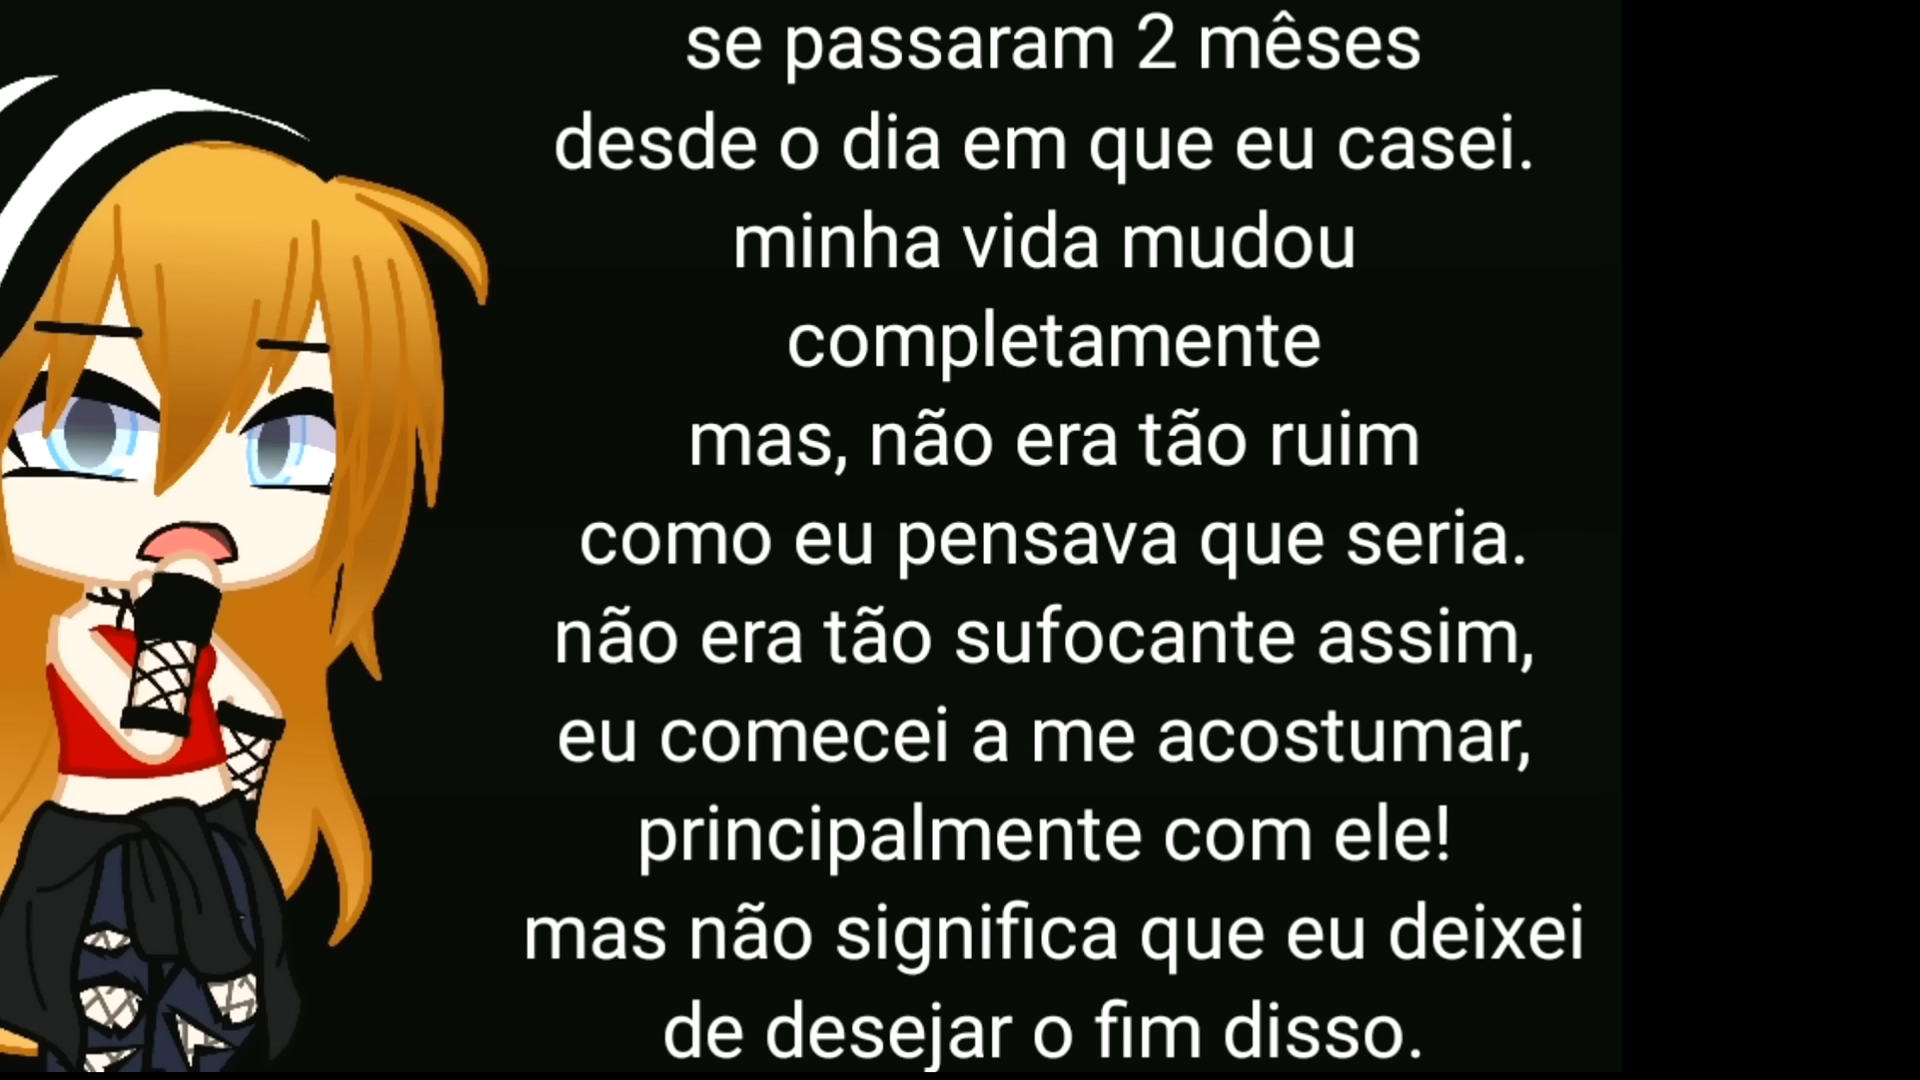 se passaram 2 mêses
desde o dia em que eu casei.
minha vida mudou
completamente
mas, não era tão ruim
como eu pensava que seria.
não era tão sufocante assim,
eu comecei a me acostumar,
principalmente com ele!
mas não significa que eu deixei
de desejar o fim disso.